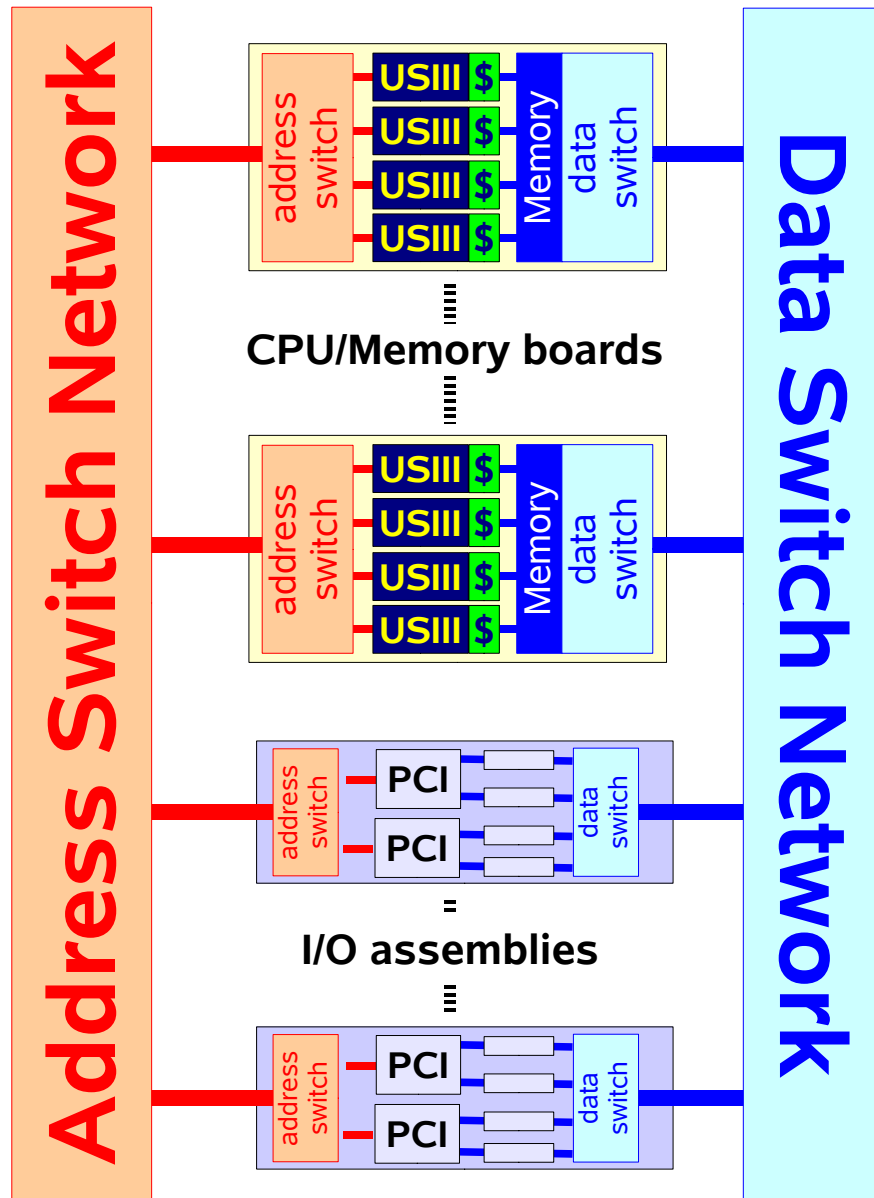 Address Switch Network
address
switch
USIII $
USIII $
USIII $
USIII $
Memory
data
switch
CPU/Memory boards
address
switch
USIII $
USIII $
USIII $
USIII $
Memory
data
switch
address
switch
PCI
PCI
data
switch
I/O assemblies
address
switch
PCI
PCI
data
switch
Data Switch Network